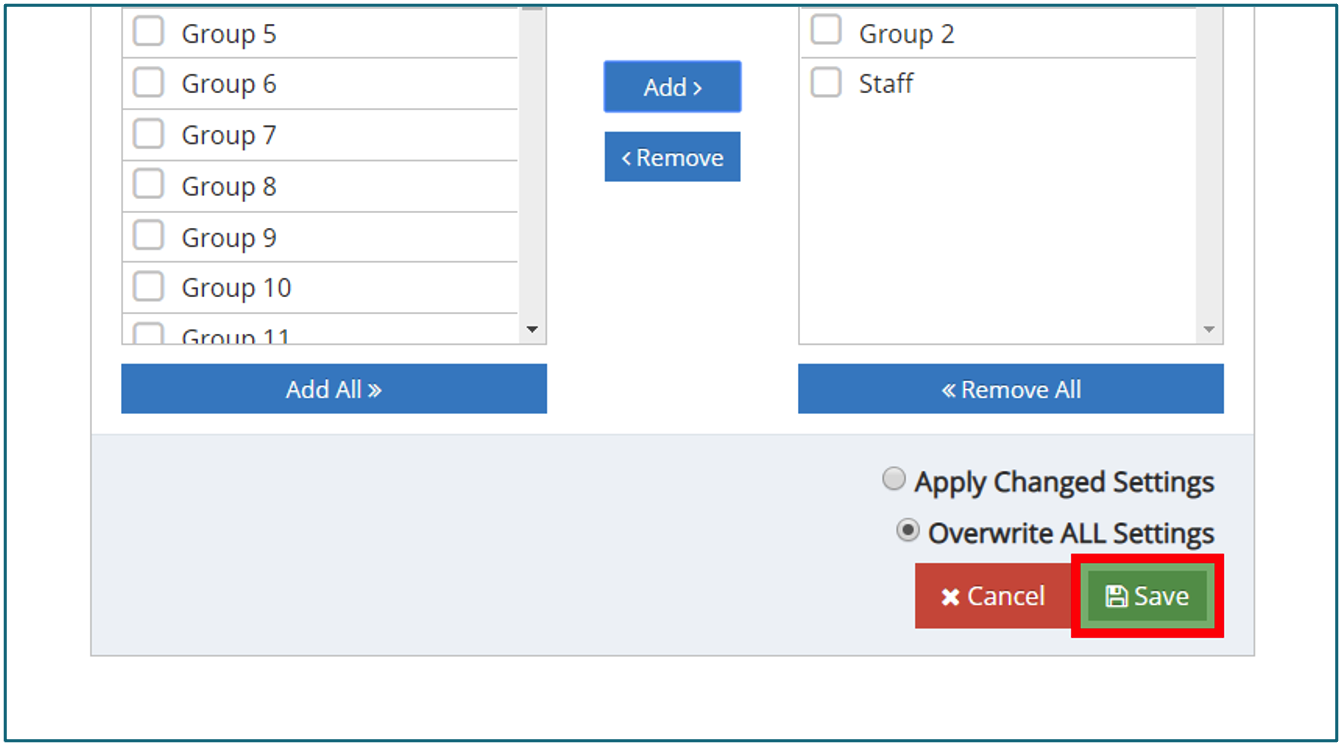 Group 5
Group 6
Group 7
Group 8
Group 9
Group 10
Group 11
Add All »
Add >
< Remove
Group 2
Staff
« Remove All
Apply Changed Settings
Overwrite ALL Settings
Cancel
Save